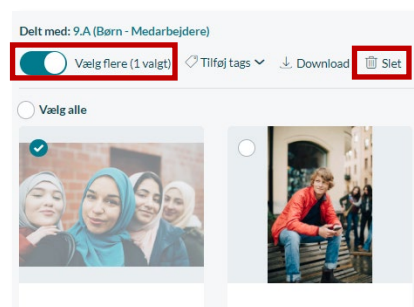 Delt med: 9.A (Børn - Medarbejdere)
Vælg flere (1 valgt) Tilføj tags Download Slet
Vælg alle